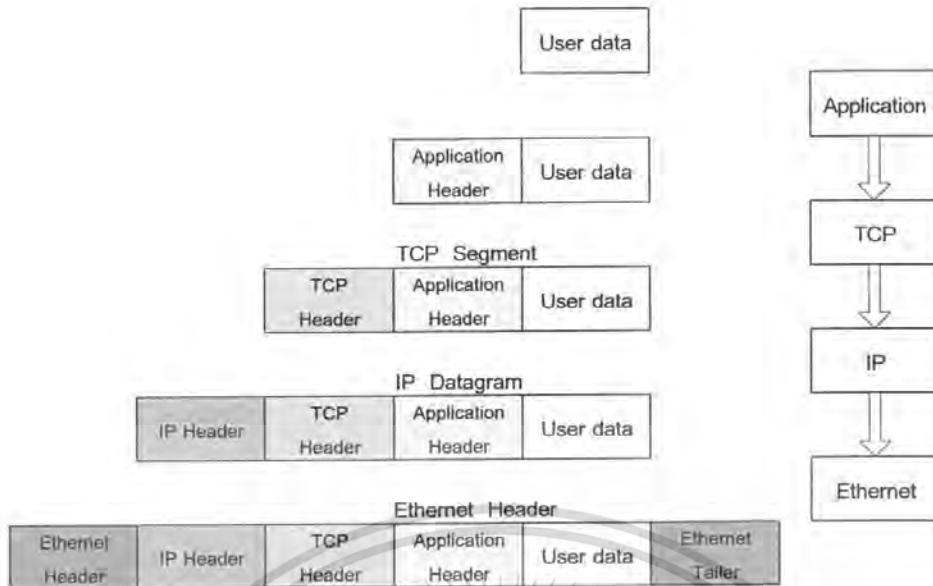 User data
Application
Header
User data
TCP Segment
TCP
Header
Application
Header
User data
IP Datagram
IP Header
TCP
Header
Application
Header
User data
Ethernet Header
Ethernet
Header
IP Header
TCP
Header
Application
Header
User data
Ethernet
Tailer
Application
TCP
IP
Ethernet